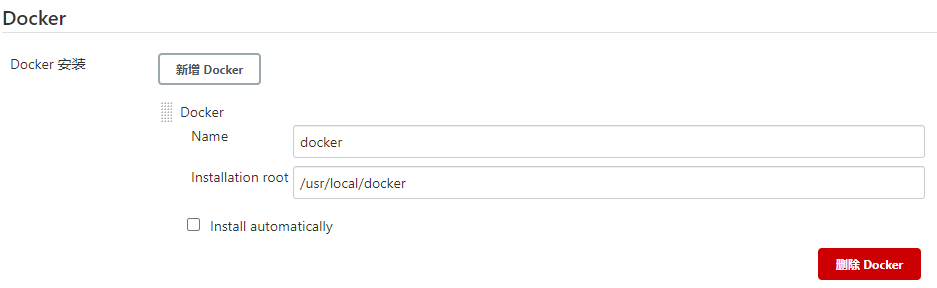 Docker
Docker 安装
新增 Docker
Docker
Name
docker
Installation root
/usr/local/docker
Install automatically
删除 Docker